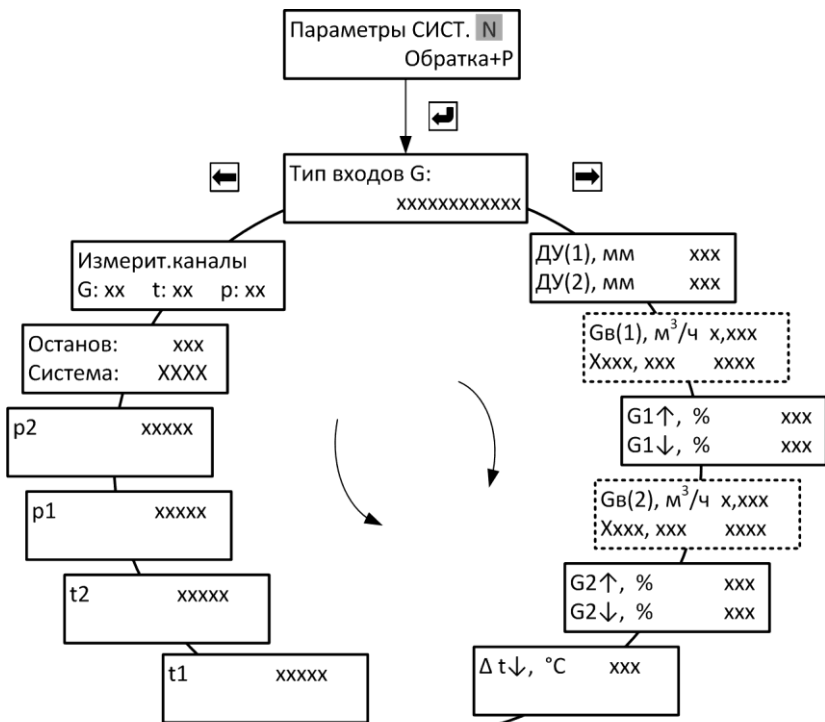 Параметры СИСТ. N
Обратка+Р
Тип входов G:
xxxxxxxxxxxx
Измерит.каналы
G: xx t: xx p: xx
Останов: xxx
Система: XXXX
p2 xxxxx
p1 xxxxx
t2 xxxxx
t1 xxxxx
ДУ(1), мм xxx
ДУ(2), мм xxx
Gв(1), м³/ч x,xxx
Xxxx, xxx xxxx
G1↑, % xxx
G1↓, % xxx
Gв(2), м³/ч x,xxx
Xxxx, xxx xxxx
G2↑, % xxx
G2↓, % xxx
Δ t↓, °C xxx